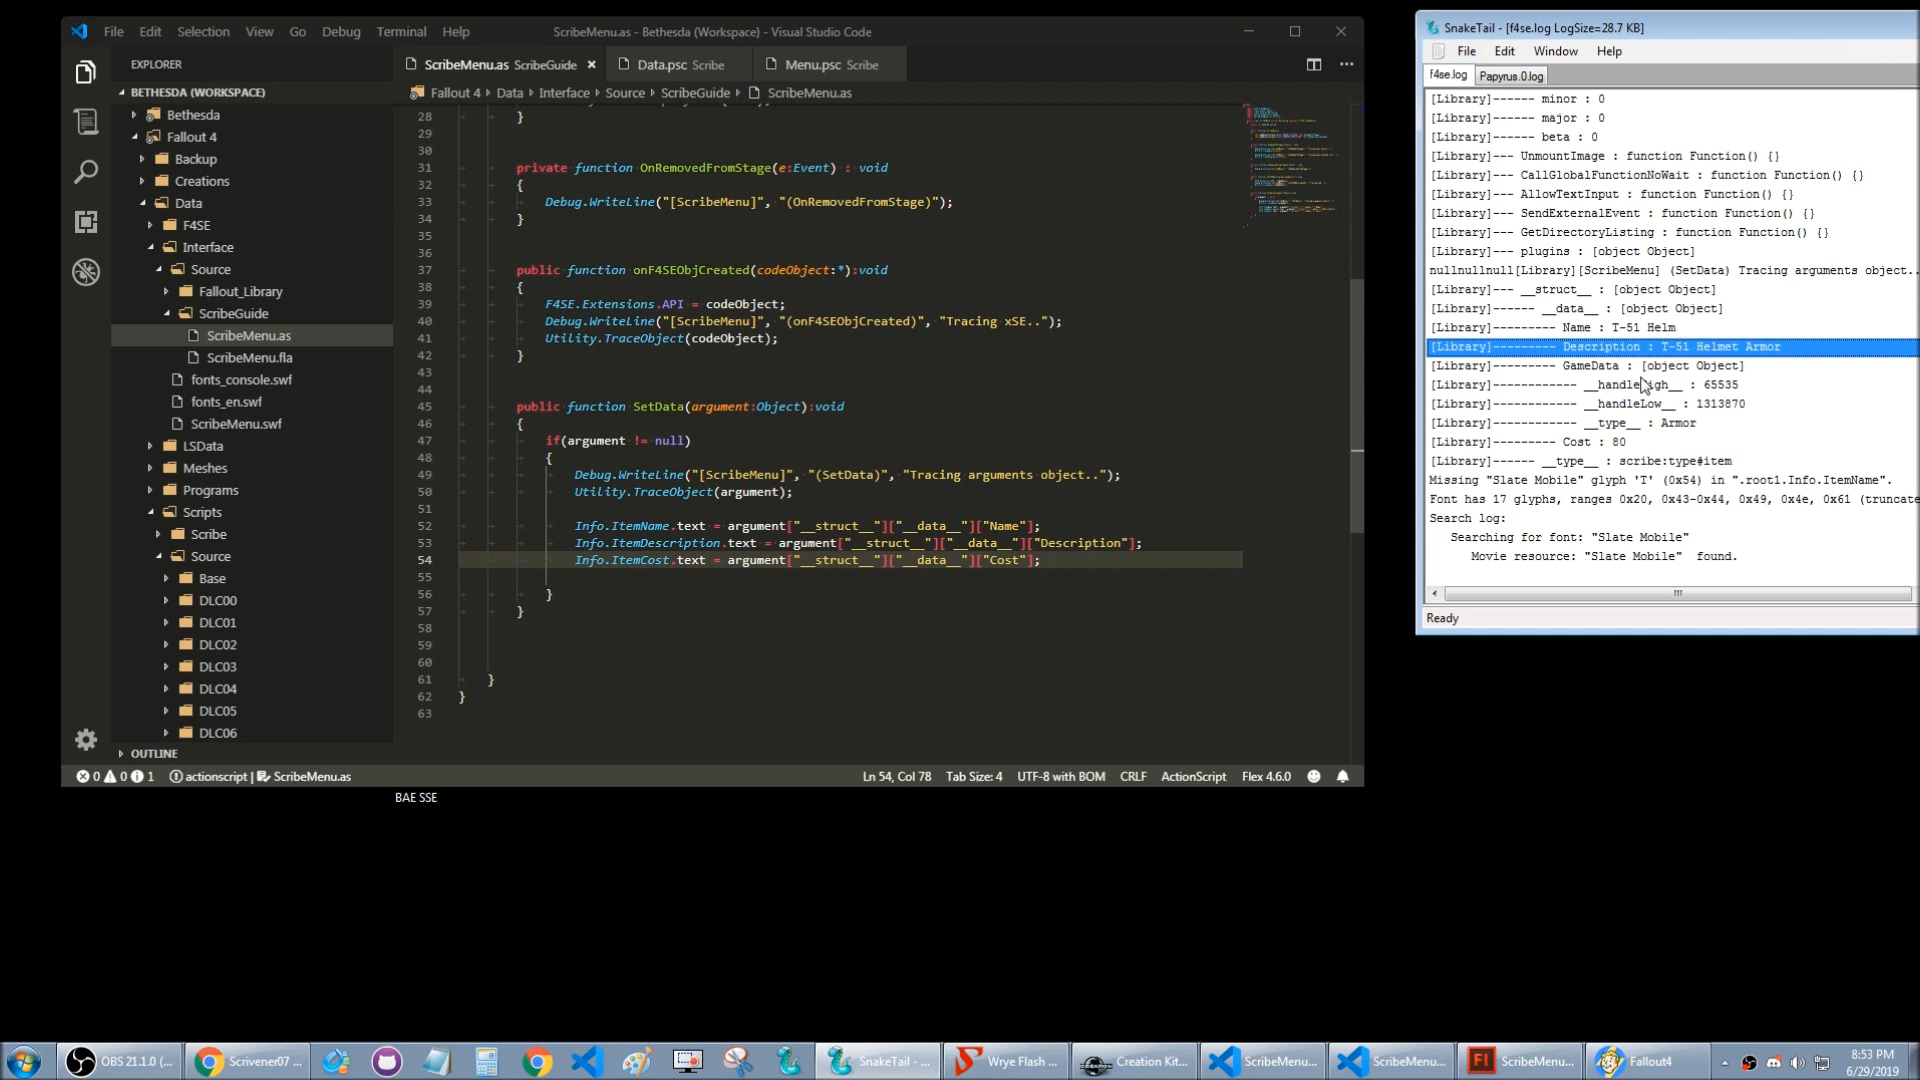 File Edit Selection View Go Debug Terminal Help
ScribeMenu.as - Bethesda (Workspace) - Visual Studio Code
EXPLORER
BETHESDA (WORKSPACE)
Bethesda
Fallout 4
Backup
Creations
Data
F4SE
Interface
Source
Fallout_Library
ScribeGuide
ScribeMenu.as
ScribeMenu.fla
fonts_console.swf
fonts_en.swf
ScribeMenu.swf
LSData
Meshes
Programs
Scripts
Scribe
Source
Base
DLC00
DLC01
DLC02
DLC03
DLC04
DLC05
DLC06
OUTLINE
ScribeMenu.as ScribeGuide
Data.psc Scribe
Menu.psc Scribe
Fallout 4 Data Interface Source ScribeGuide ScribeMenu.as
28 }
29
30
31 private function OnRemovedFromStage(e:Event) : void
32 {
33 Debug.WriteLine("[ScribeMenu]", "(OnRemovedFromStage)");
34 }
35
36
37 public function onF4SEObjCreated(codeObject:*):void
38 {
39 F4SE.Extensions.API = codeObject;
40 Debug.WriteLine("[ScribeMenu]", "(onF4SEObjCreated)", "Tracing xSE..");
41 Utility.TraceObject(codeObject);
42 }
43
44
45 public function SetData(argument:Object):void
46 {
47 if(argument != null)
48 {
49 Debug.WriteLine("[ScribeMenu]", "(SetData)", "Tracing arguments object..");
50 Utility.TraceObject(argument);
51
52 Info.ItemName.text = argument["__struct__"]["__data__"]["Name"];
53 Info.ItemDescription.text = argument["__struct__"]["__data__"]["Description"];
54 Info.ItemCost.text = argument["__struct__"]["__data__"]["Cost"];
55
56 }
57 }
58
59
60
61 }
62 }
63
0 0 1 actionscript | ScribeMenu.as
Ln 54, Col 78 Tab Size: 4 UTF-8 with BOM CRLF ActionScript Flex 4.6.0
BAE SSE
SnakeTail - [f4se.log LogSize=28.7 KB]
File Edit Window Help
f4se.log Papyrus.0.log
[Library]------ minor : 0
[Library]------ major : 0
[Library]------ beta : 0
[Library]--- UnmountImage : function Function() {}
[Library]--- CallGlobalFunctionNoWait : function Function() {}
[Library]--- AllowTextInput : function Function() {}
[Library]--- SendExternalEvent : function Function() {}
[Library]--- GetDirectoryListing : function Function() {}
[Library]--- plugins : [object Object]
nullnullnull[Library][ScribeMenu] (SetData) Tracing arguments object..
[Library]--- __struct__ : [object Object]
[Library]------ __data__ : [object Object]
[Library]--------- Name : T-51 Helm
[Library]--------- Description : T-51 Helmet Armor
[Library]--------- GameData : [object Object]
[Library]------------ __handleHigh__ : 65535
[Library]------------ __handleLow__ : 1313870
[Library]------------ __type__ : Armor
[Library]--------- Cost : 80
[Library]------ __type__ : scribe:type#item
Missing "Slate Mobile" glyph 'T' (0x54) in ".root1.Info.ItemName".
Font has 17 glyphs, ranges 0x20, 0x43-0x44, 0x49, 0x4e, 0x61 (truncate
Search log:
Searching for font: "Slate Mobile"
Movie resource: "Slate Mobile" found.
Ready
OBS 21.1.0 (...
Scrivener07 ...
SnakeTail - ...
Wrye Flash ...
Creation Kit...
ScribeMenu...
ScribeMenu...
Fl ScribeMenu...
Fallout4
8:53 PM
6/29/2019